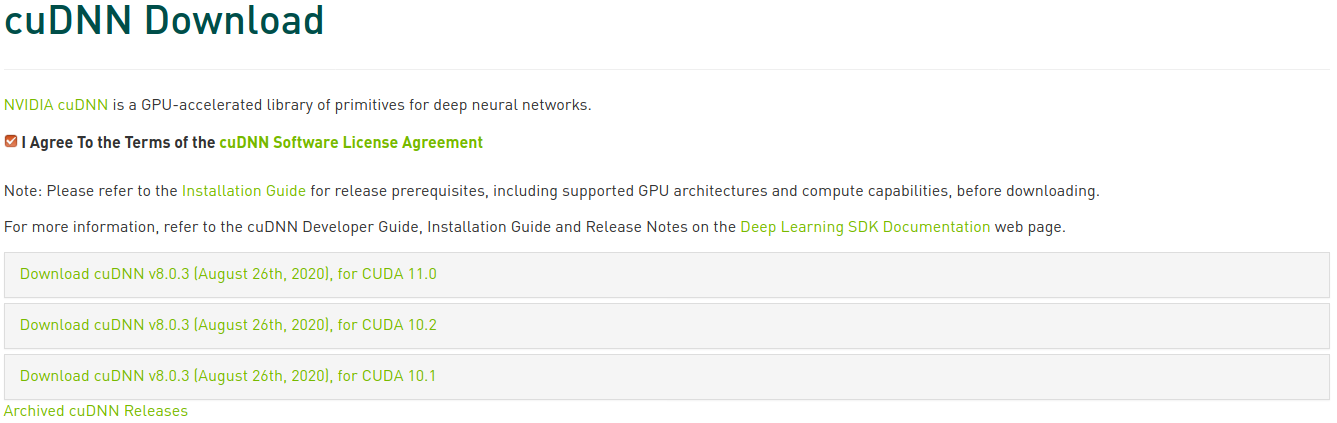 cuDNN Download
NVIDIA cuDNN is a GPU-accelerated library of primitives for deep neural networks.
I Agree To the Terms of the cuDNN Software License Agreement
Note: Please refer to the Installation Guide for release prerequisites, including supported GPU architectures and compute capabilities, before downloading.
For more information, refer to the cuDNN Developer Guide, Installation Guide and Release Notes on the Deep Learning SDK Documentation web page.
Download cuDNN v8.0.3 (August 26th, 2020), for CUDA 11.0
Download cuDNN v8.0.3 (August 26th, 2020), for CUDA 10.2
Download cuDNN v8.0.3 (August 26th, 2020), for CUDA 10.1
Archived cuDNN Releases